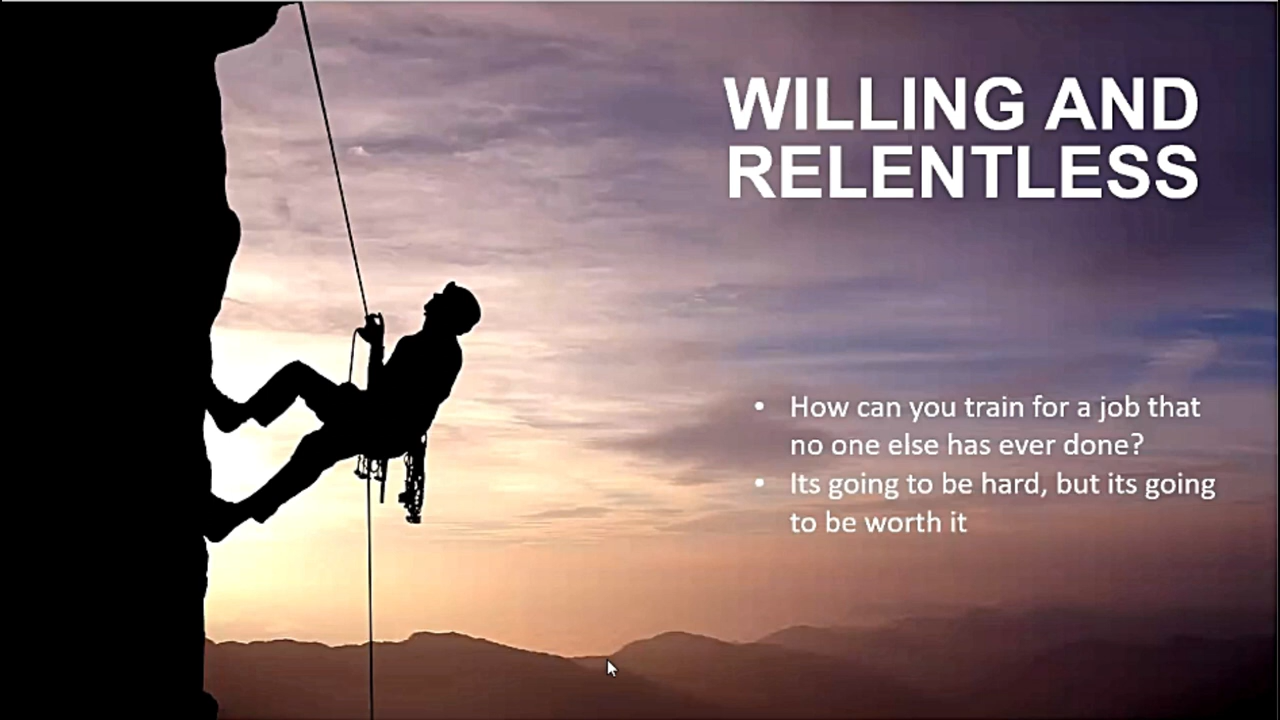 WILLING AND
RELENTLESS
• How can you train for a job that
no one else has ever done?
• Its going to be hard, but its going
to be worth it